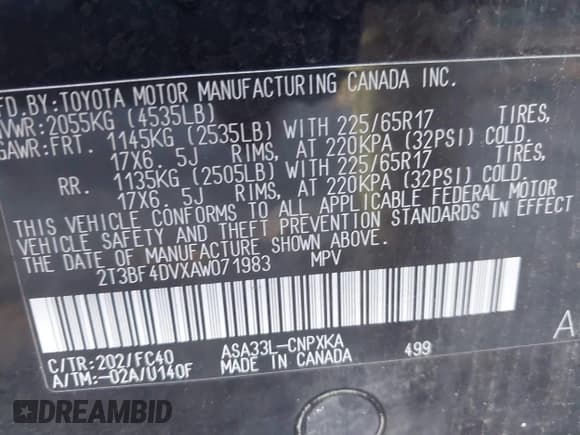 FD.BY:TOYOTA MOTOR MANUFACTURING CANADA INC.
VWR:2055KG (4535LB)
GAWR:FRT. 1145KG (2535LB) WITH 225/65R17 TIRES,
17X6. 5J RIMS, AT 220KPA (32PSI) COLD.
RR. 1135KG (2505LB) WITH 225/65R17 TIRES,
17X6. 5J RIMS, AT 220KPA (32PSI) COLD.
THIS VEHICLE CONFORMS TO ALL APPLICABLE FEDERAL MOTOR
VEHICLE SAFETY AND THEFT PREVENTION STANDARDS IN EFFECT
THE DATE OF MANUFACTURE SHOWN ABOVE.
2T3BF4DVXAW071983 MPV
A
C/TR:202/FC40 ASA33L-CNPXKA 499
A/TM:-02A/U140F MADE IN CANADA
DREAMBID